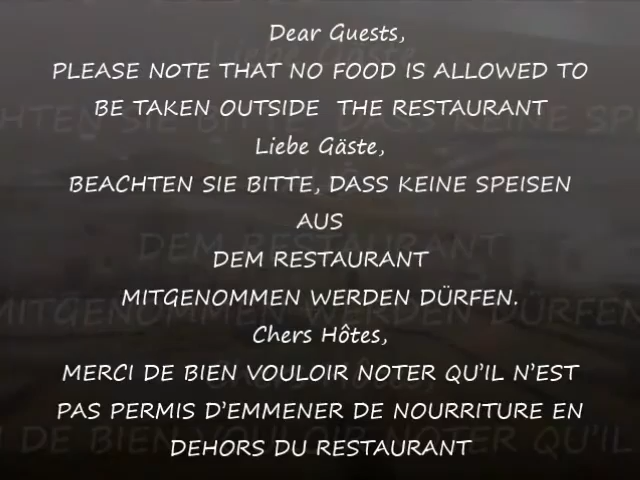 Dear Guests,
PLEASE NOTE THAT NO FOOD IS ALLOWED TO
BE TAKEN OUTSIDE THE RESTAURANT
Liebe Gäste,
BEACHTEN SIE BITTE, DASS KEINE SPEISEN
AUS
DEM RESTAURANT
MITGENOMMEN WERDEN DÜRFEN.
Chers Hôtes,
MERCI DE BIEN VOULOIR NOTER QU'IL N'EST
PAS PERMIS D'EMMENER DE NOURRITURE EN
DEHORS DU RESTAURANT